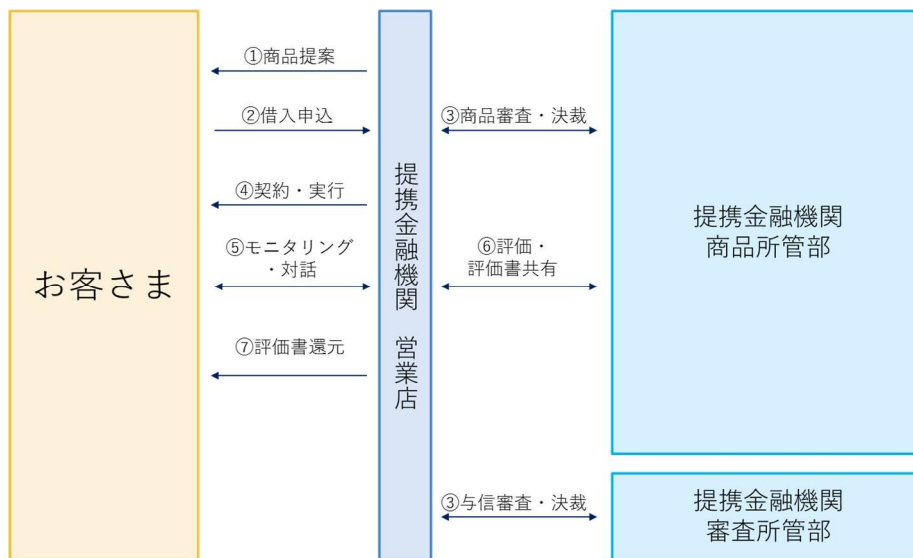 お客さま
①商品提案
②借入申込
④契約・実行
⑤モニタリング
・対話
⑦評価書還元
提携金融機関 営業店
③商品審査・決裁
⑥評価・
評価書共有
③与信審査・決裁
提携金融機関
商品所管部
提携金融機関
審査所管部